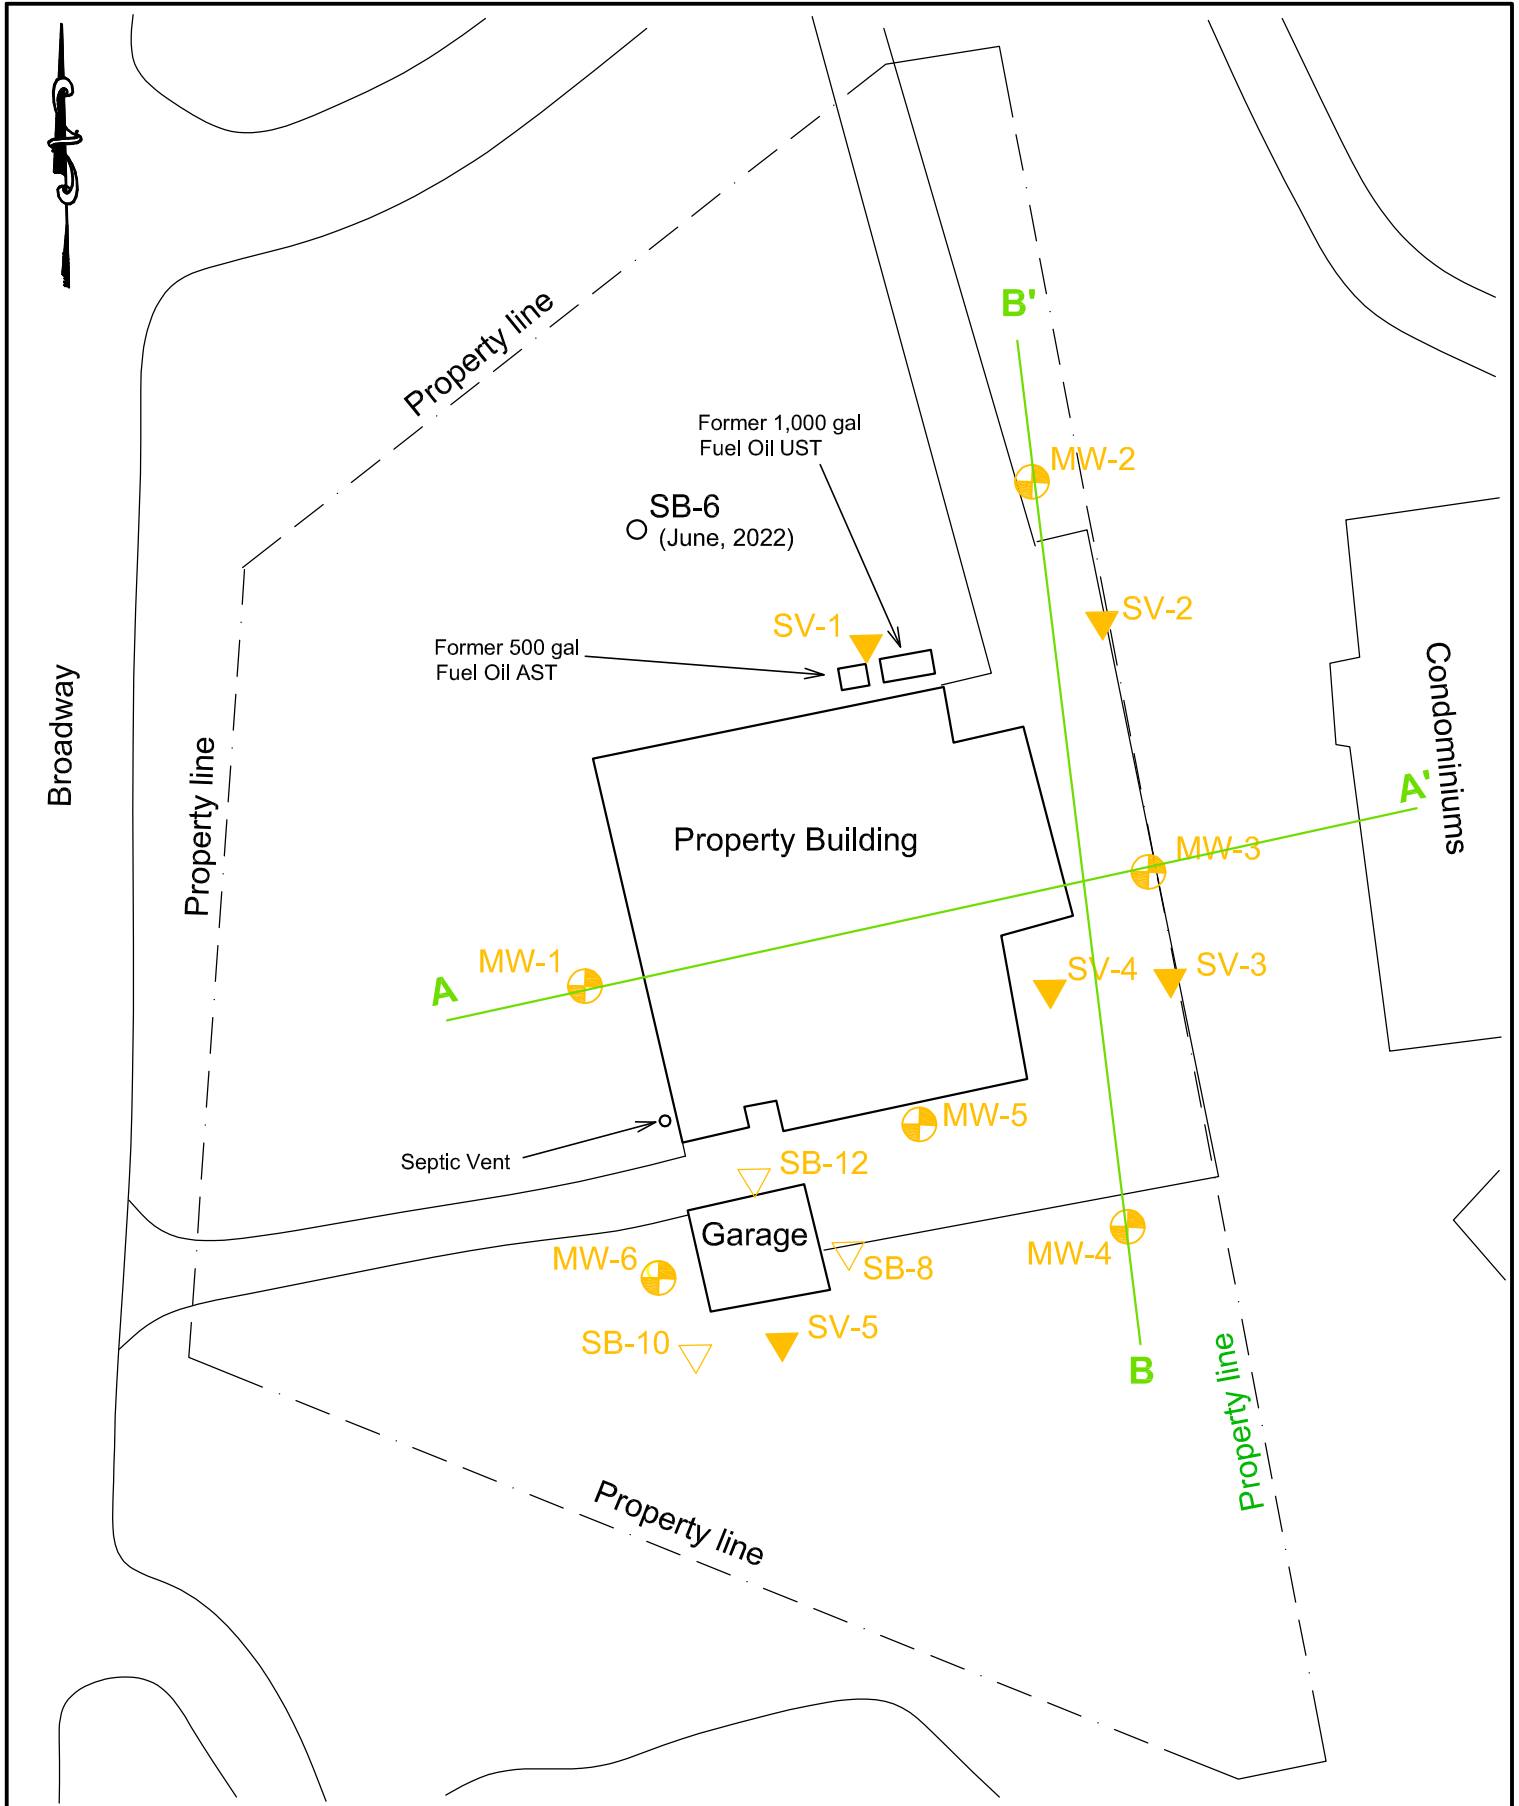 B'
Property line
Former 1,000 gal
Fuel Oil UST
MW-2
SB-6
(June, 2022)
SV-1
SV-2
Former 500 gal
Fuel Oil AST
Condominiums
Broadway
Property line
A'
Property Building
MW-3
MW-1
A
SV-4
SV-3
MW-5
Septic Vent
SB-12
Garage
MW-6
SB-8
MW-4
SV-5
SB-10
B
Property line
Property line